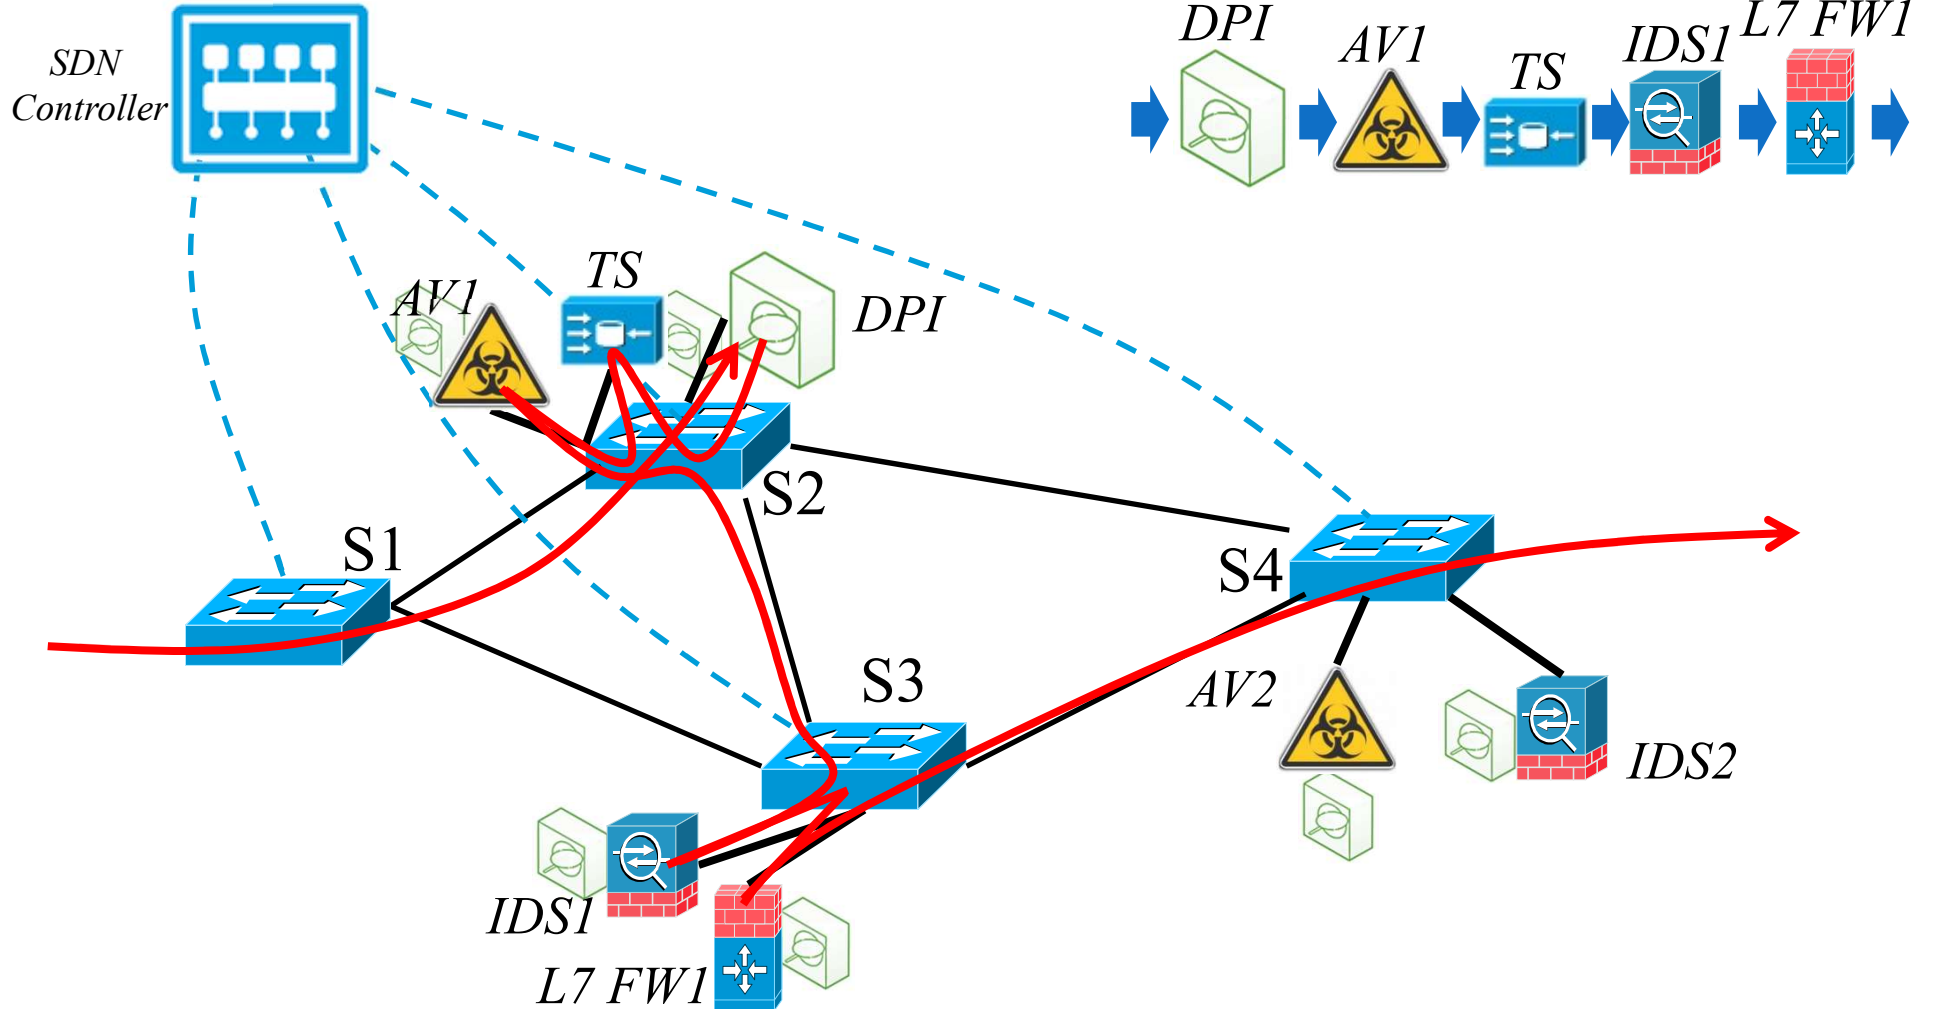 SDN
Controller
DPI
AV1
TS
IDS1
L7 FW1
AV1
TS
DPI
S2
S1
S4
S3
AV2
IDS2
IDS1
L7 FW1